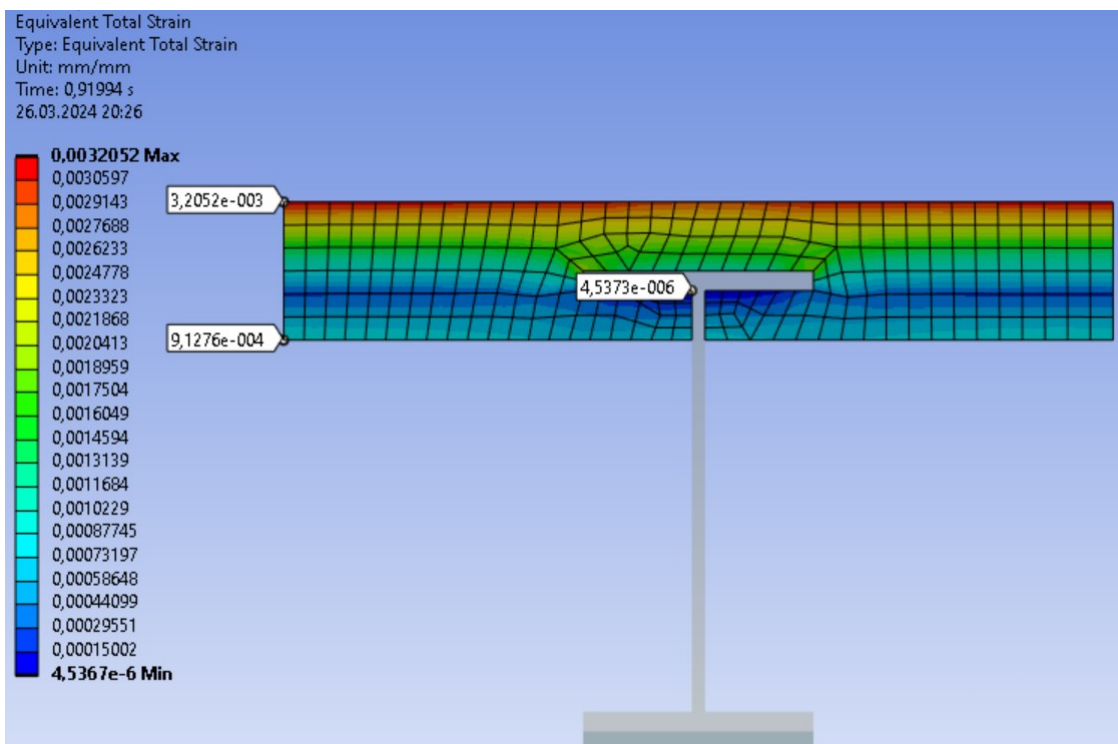 Equivalent Total Strain
Type: Equivalent Total Strain
Unit: mm/mm
Time: 0,91994 s
26.03.2024 20:26
0,0032052 Max
0,0030597
0,0029143
0,0027688
0,0026233
0,0024778
0,0023323
0,0021868
0,0020413
0,0018959
0,0017504
0,0016049
0,0014594
0,0013139
0,0011684
0,0010229
0,00087745
0,00073197
0,00058648
0,00044099
0,00029551
0,00015002
4,5367e-6 Min
3,2052e-003
4,5373e-006
9,1276e-004